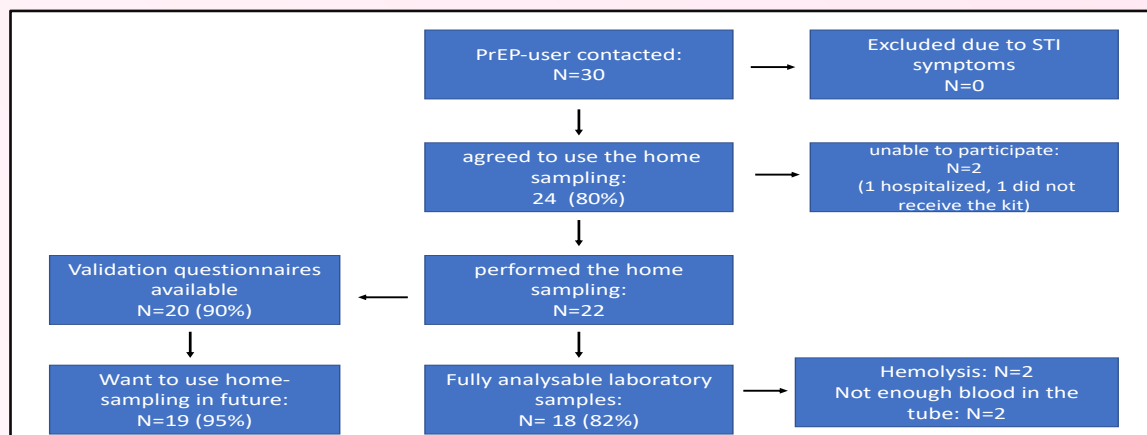 PrEP-user contacted:
N=30
Excluded due to STI
symptoms
N=0
agreed to use the home
sampling:
24 (80%)
unable to participate:
N=2
(1 hospitalized, 1 did not
receive the kit)
Validation questionnaires
available
N=20 (90%)
performed the home
sampling:
N=22
Want to use home-
sampling in future:
N=19 (95%)
Fully analysable laboratory
samples:
N= 18 (82%)
Hemolysis: N=2
Not enough blood in the
tube: N=2